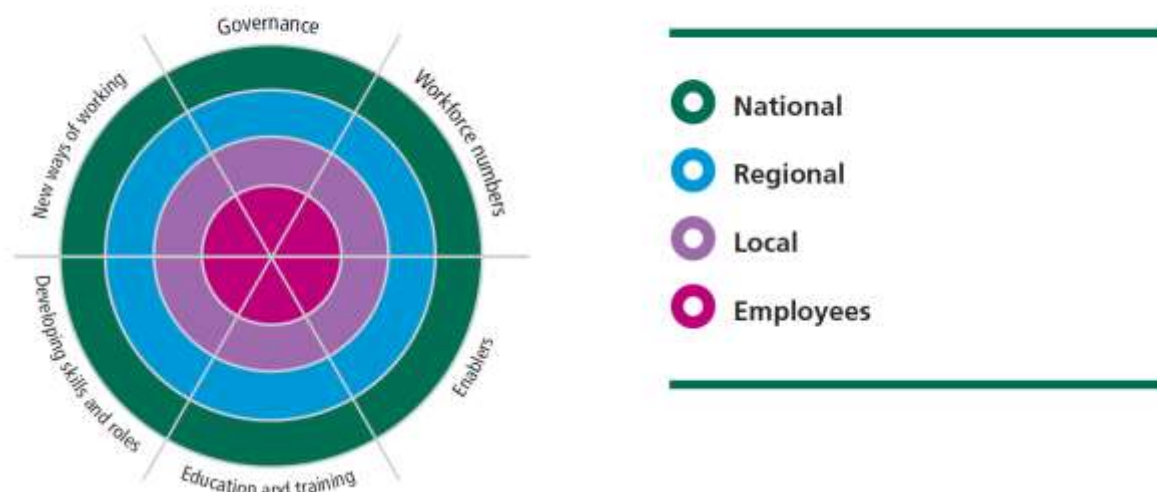 Governance
Workforce numbers
Enablers
Education and training
Developing skills and roles
New ways of working
National
Regional
Local
Employees